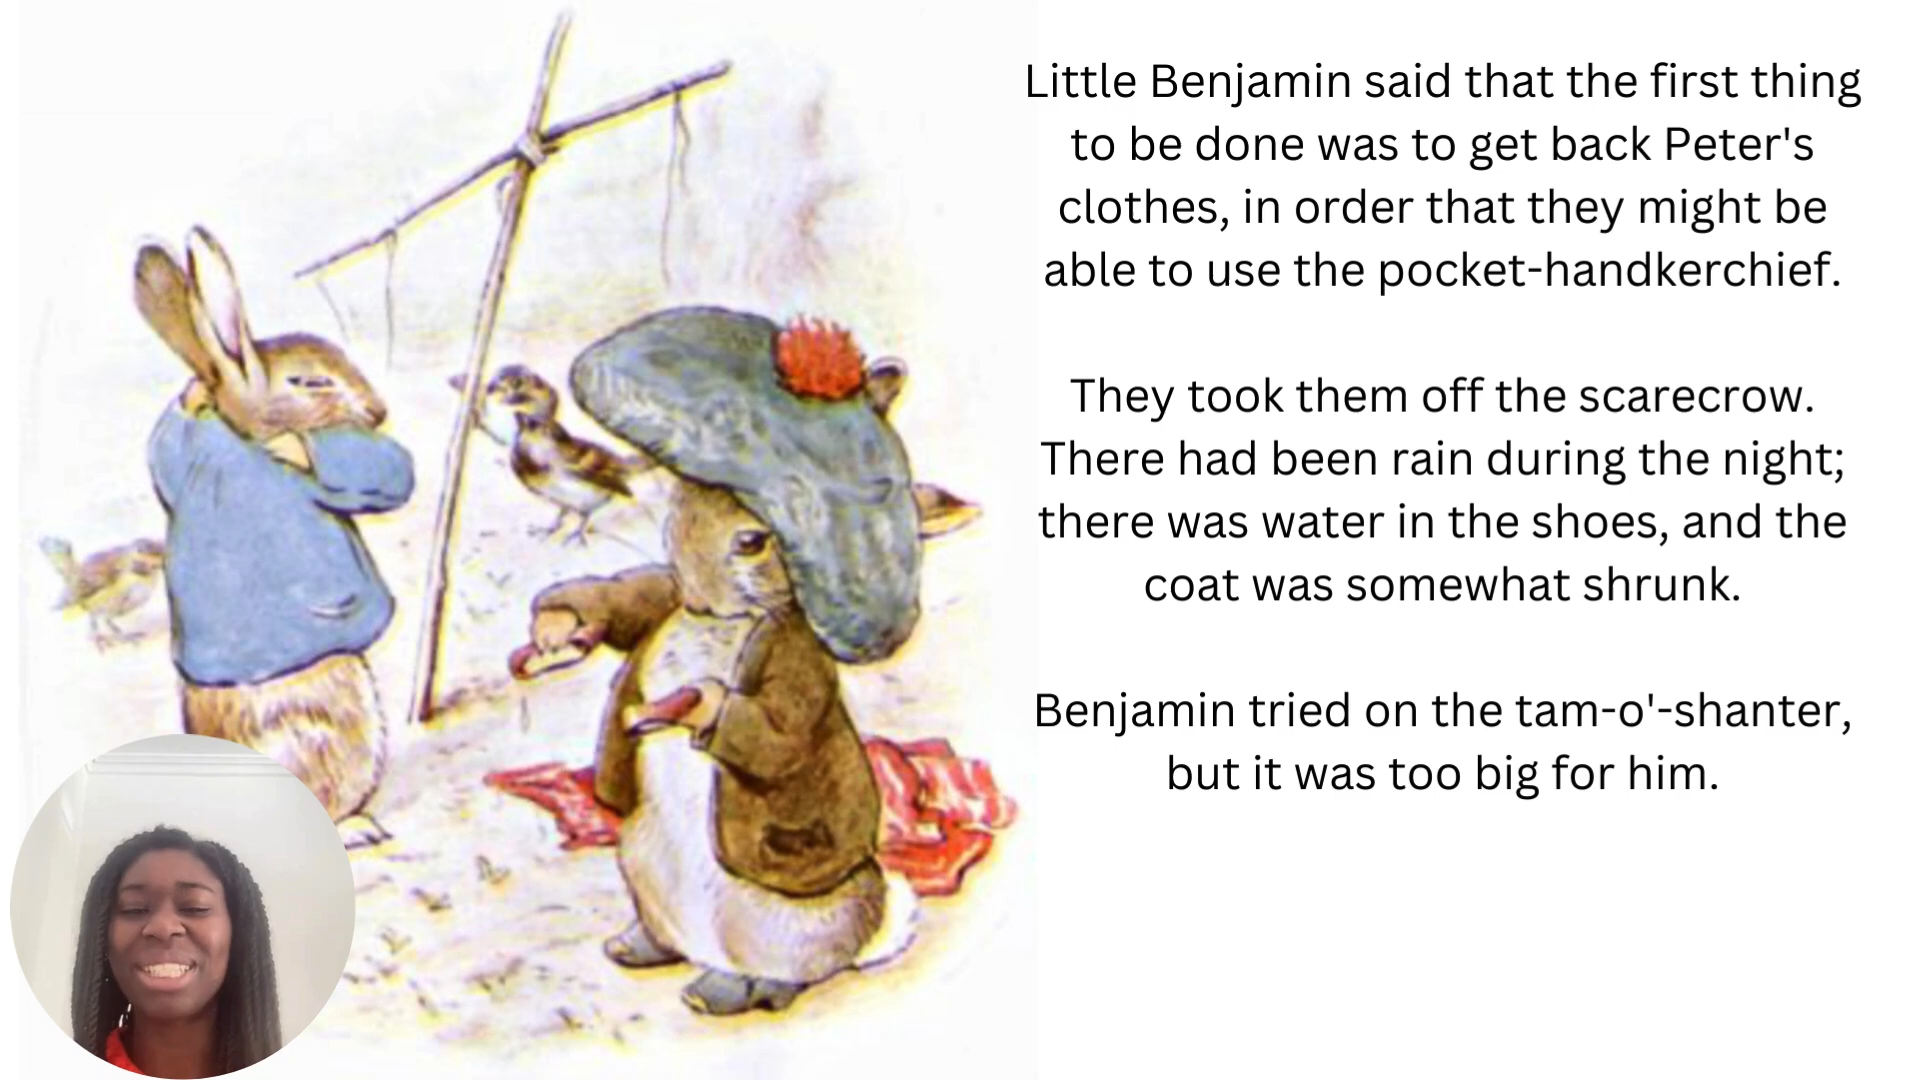 Little Benjamin said that the first thing
to be done was to get back Peter's
clothes, in order that they might be
able to use the pocket-handkerchief.
They took them off the scarecrow.
There had been rain during the night;
there was water in the shoes, and the
coat was somewhat shrunk.
Benjamin tried on the tam-o'-shanter,
but it was too big for him.